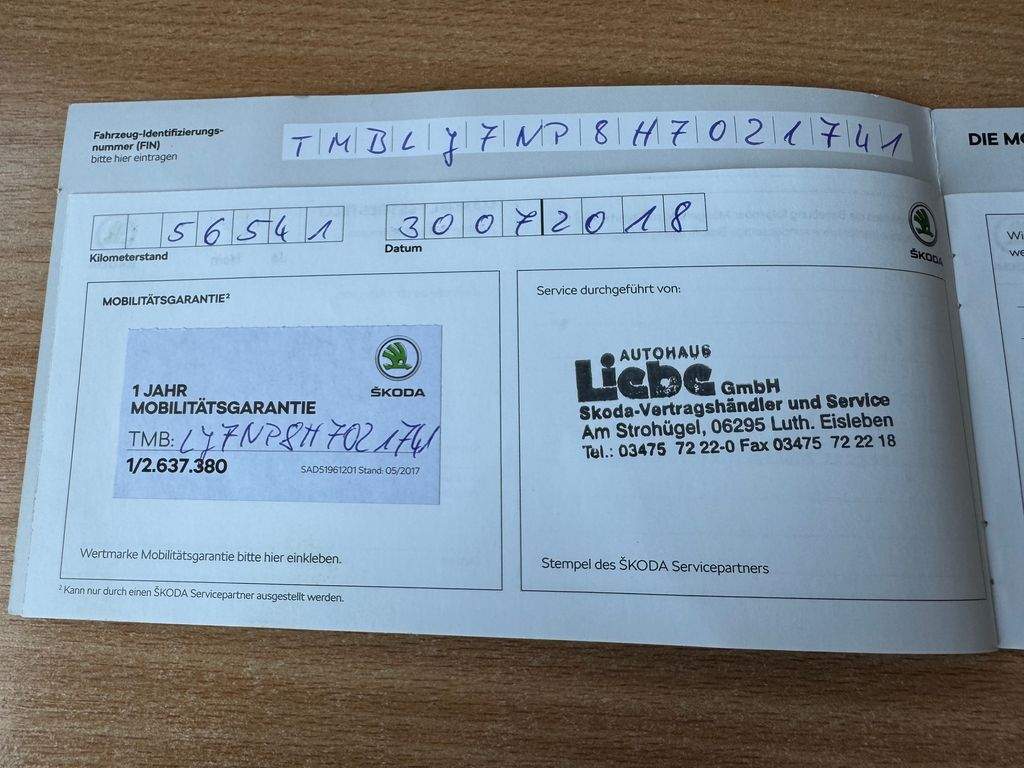 Fahrzeug-Identifizierungs-
nummer (FIN)
bitte hier eintragen
TMBLJ7NP8H7021741
DIE MO
56541
Kilometerstand
30072018
Datum
ŠKODA
MOBILITÄTSGARANTIE²
ŠKODA
1 JAHR
MOBILITÄTSGARANTIE
TMB: LJ7NP8H7021741
1/2.637.380
SAD51961201 Stand: 05/2017
Wertmarke Mobilitätsgarantie bitte hier einkleben.
² Kann nur durch einen ŠKODA Servicepartner ausgestellt werden.
Service durchgeführt von:
AUTOHAUS
Liebe GmbH
Skoda-Vertragshändler und Service
Am Strohügel, 06295 Luth. Eisleben
Tel.: 03475 72 22-0 Fax 03475 72 22 18
Stempel des ŠKODA Servicepartners
Wi
we